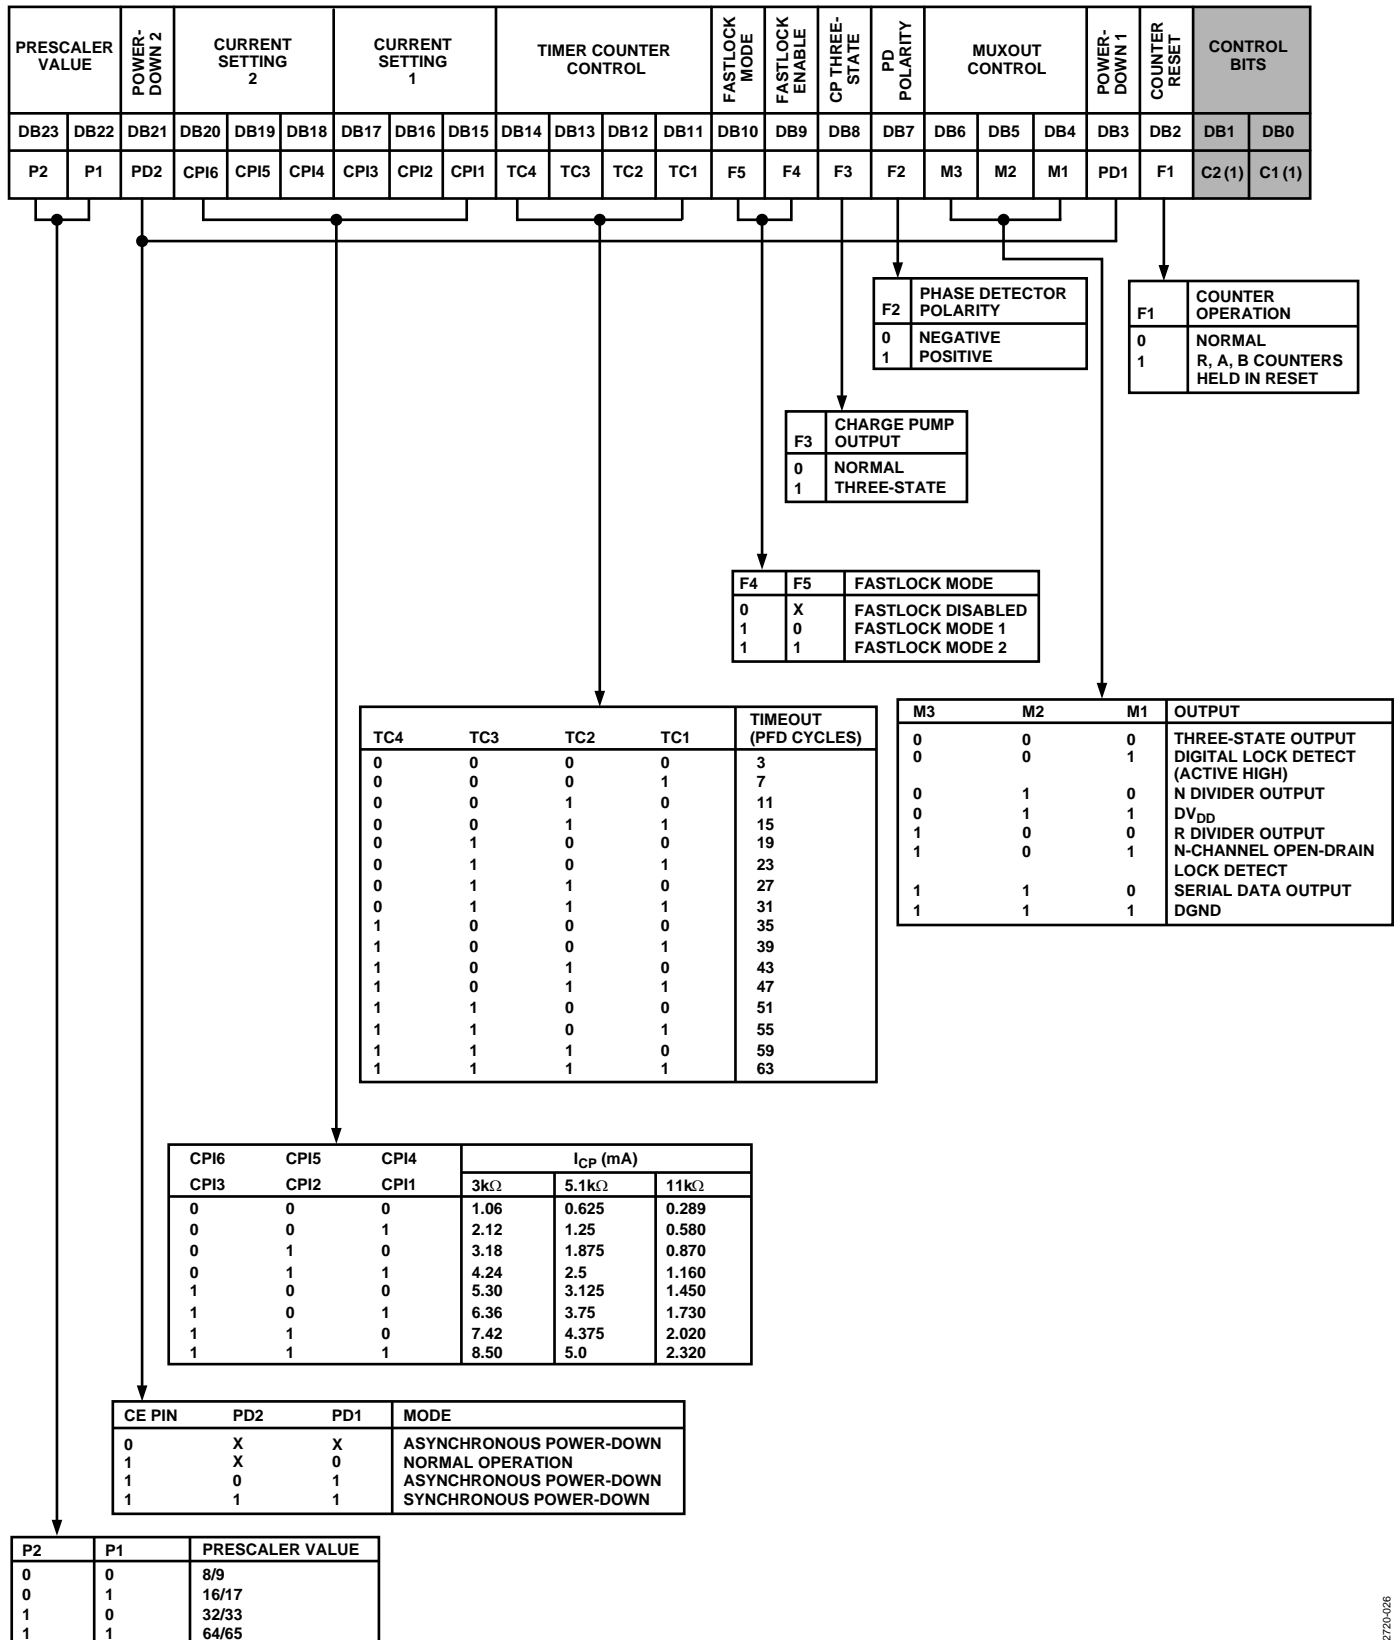 PRESCALER VALUE POWER-DOWN 2 CURRENT SETTING 2 CURRENT SETTING 1 TIMER COUNTER CONTROL FASTLOCK MODE FASTLOCK ENABLE CP THREE-STATE PD POLARITY MUXOUT CONTROL POWER-DOWN 1 COUNTER RESET CONTROL BITS
DB23 DB22 DB21 DB20 DB19 DB18 DB17 DB16 DB15 DB14 DB13 DB12 DB11 DB10 DB9 DB8 DB7 DB6 DB5 DB4 DB3 DB2 DB1 DB0
P2 P1 PD2 CPI6 CPI5 CPI4 CPI3 CPI2 CPI1 TC4 TC3 TC2 TC1 F5 F4 F3 F2 M3 M2 M1 PD1 F1 C2 (1) C1 (1)
F2 PHASE DETECTOR POLARITY
0 NEGATIVE
1 POSITIVE
F1 COUNTER OPERATION
0 NORMAL
1 R, A, B COUNTERS
HELD IN RESET
F3 CHARGE PUMP OUTPUT
0 NORMAL
1 THREE-STATE
F4 F5 FASTLOCK MODE
0 X FASTLOCK DISABLED
1 0 FASTLOCK MODE 1
1 1 FASTLOCK MODE 2
TC4 TC3 TC2 TC1 TIMEOUT (PFD CYCLES)
0 0 0 0 3
0 0 0 1 7
0 0 1 0 11
0 0 1 1 15
0 1 0 0 19
0 1 0 1 23
0 1 1 0 27
0 1 1 1 31
1 0 0 0 35
1 0 0 1 39
1 0 1 0 43
1 0 1 1 47
1 1 0 0 51
1 1 0 1 55
1 1 1 0 59
1 1 1 1 63
M3 M2 M1 OUTPUT
0 0 0 THREE-STATE OUTPUT
0 0 1 DIGITAL LOCK DETECT
(ACTIVE HIGH)
0 1 0 N DIVIDER OUTPUT
0 1 1 DVDD
1 0 0 R DIVIDER OUTPUT
1 0 1 N-CHANNEL OPEN-DRAIN
LOCK DETECT
1 1 0 SERIAL DATA OUTPUT
1 1 1 DGND
CPI6 CPI5 CPI4 ICP (mA)
CPI3 CPI2 CPI1 3kΩ 5.1kΩ 11kΩ
0 0 0 1.06 0.625 0.289
0 0 1 2.12 1.25 0.580
0 1 0 3.18 1.875 0.870
0 1 1 4.24 2.5 1.160
1 0 0 5.30 3.125 1.450
1 0 1 6.36 3.75 1.730
1 1 0 7.42 4.375 2.020
1 1 1 8.50 5.0 2.320
CE PIN PD2 PD1 MODE
0 X X ASYNCHRONOUS POWER-DOWN
1 X 0 NORMAL OPERATION
1 0 1 ASYNCHRONOUS POWER-DOWN
1 1 1 SYNCHRONOUS POWER-DOWN
P2 P1 PRESCALER VALUE
0 0 8/9
0 1 16/17
1 0 32/33
1 1 64/65
2720-026